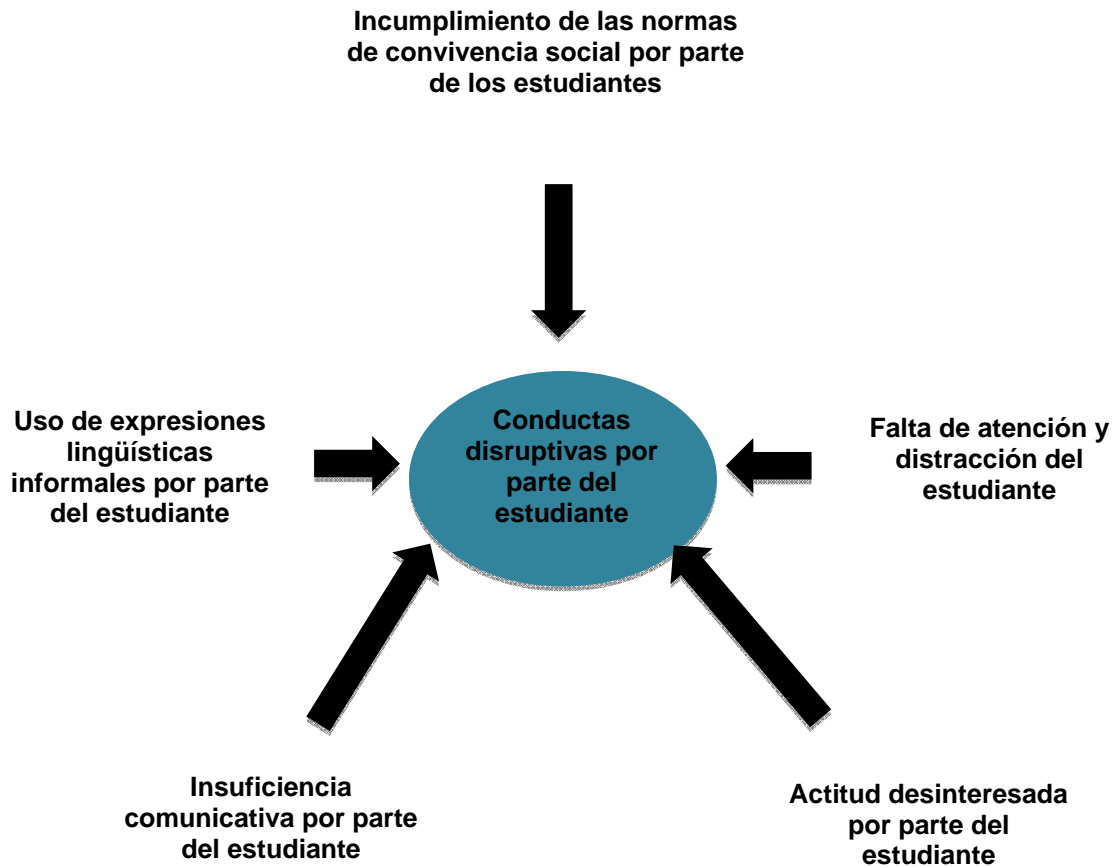 Incumplimiento de las normas
de convivencia social por parte
de los estudiantes
Uso de expresiones
lingüísticas
informales por parte
del estudiante
Conductas
disruptivas por
parte del
estudiante
Falta de atención y
distracción del
estudiante
Insuficiencia
comunicativa por parte
del estudiante
Actitud desinteresada
por parte del
estudiante